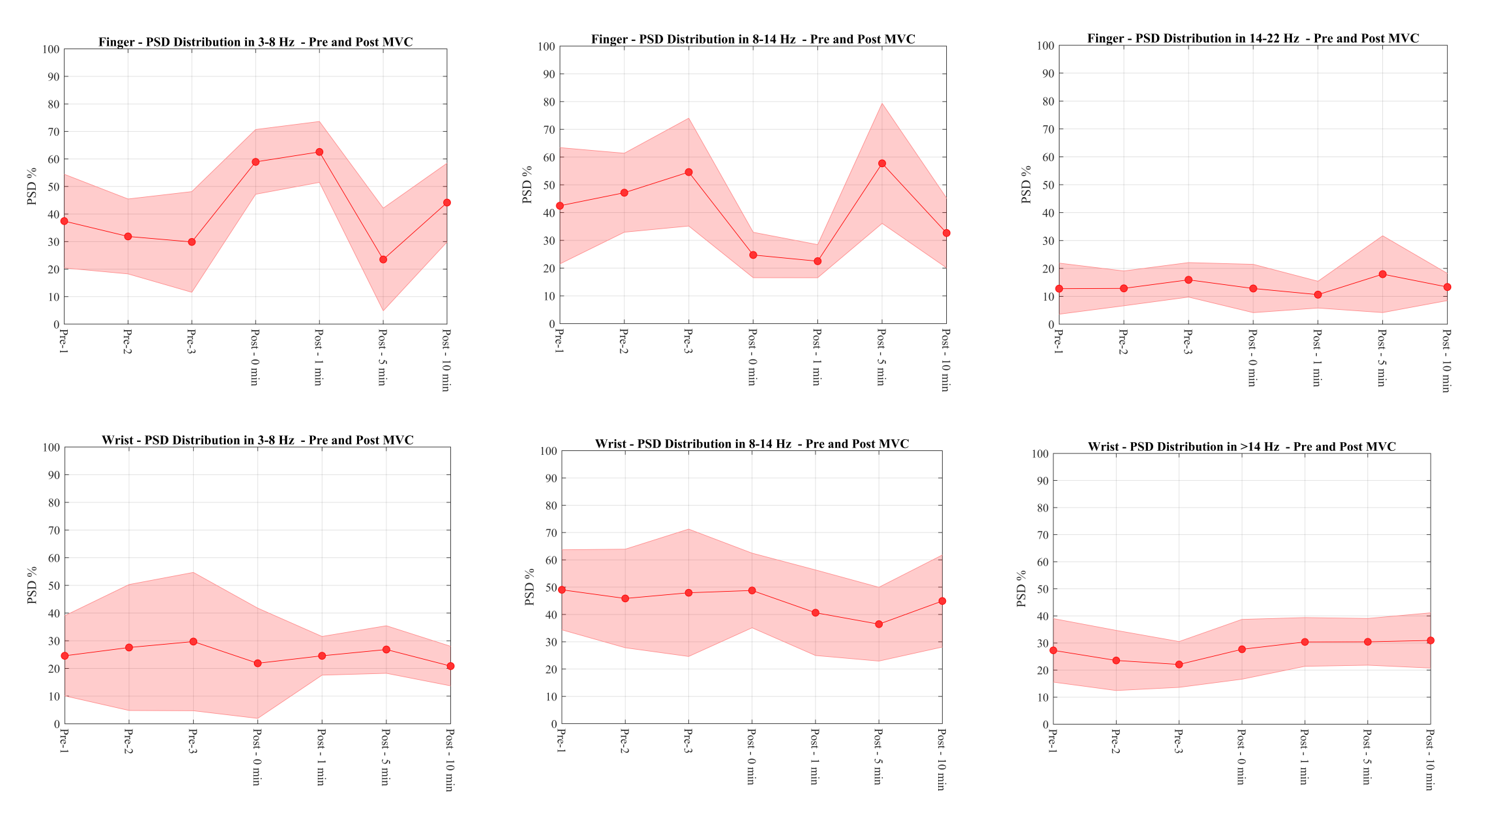 Finger - PSD Distribution in 3-8 Hz - Pre and Post MVC
100
90
80
70
60
50
40
30
20
10
0
PSD %
Pre-1
Pre-2
Pre-3
Post - 0 min
Post - 1 min
Post - 5 min
Post - 10 min
Finger - PSD Distribution in 8-14 Hz - Pre and Post MVC
100
90
80
70
60
50
40
30
20
10
0
PSD %
Pre-1
Pre-2
Pre-3
Post - 0 min
Post - 1 min
Post - 5 min
Post - 10 min
Finger - PSD Distribution in 14-22 Hz - Pre and Post MVC
100
90
80
70
60
50
40
30
20
10
0
PSD %
Pre-1
Pre-2
Pre-3
Post - 0 min
Post - 1 min
Post - 5 min
Post - 10 min
Wrist - PSD Distribution in 3-8 Hz - Pre and Post MVC
100
90
80
70
60
50
40
30
20
10
0
PSD %
Pre-1
Pre-2
Pre-3
Post - 0 min
Post - 1 min
Post - 5 min
Post - 10 min
Wrist - PSD Distribution in 8-14 Hz - Pre and Post MVC
100
90
80
70
60
50
40
30
20
10
0
PSD %
Pre-1
Pre-2
Pre-3
Post - 0 min
Post - 1 min
Post - 5 min
Post - 10 min
Wrist - PSD Distribution in >14 Hz - Pre and Post MVC
100
90
80
70
60
50
40
30
20
10
0
PSD %
Pre-1
Pre-2
Pre-3
Post - 0 min
Post - 1 min
Post - 5 min
Post - 10 min